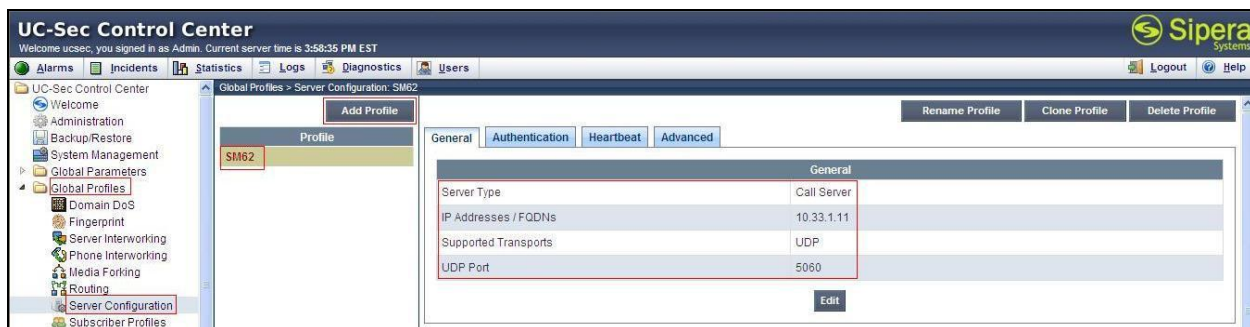 UC-Sec Control Center
Welcome ucsec, you signed in as Admin. Current server time is 3:58:35 PM EST
Sipera
Systems
Alarms Incidents Statistics Logs Diagnostics Users Logout Help
UC-Sec Control Center
Welcome
Administration
Backup/Restore
System Management
Global Parameters
Global Profiles
Domain DoS
Fingerprint
Server Interworking
Phone Interworking
Media Forking
Routing
Server Configuration
Subscriber Profiles
Global Profiles > Server Configuration: SM62
Add Profile
Profile
SM62
Rename Profile Clone Profile Delete Profile
General Authentication Heartbeat Advanced
General
Server Type Call Server
IP Addresses / FQDNs 10.33.1.11
Supported Transports UDP
UDP Port 5060
Edit